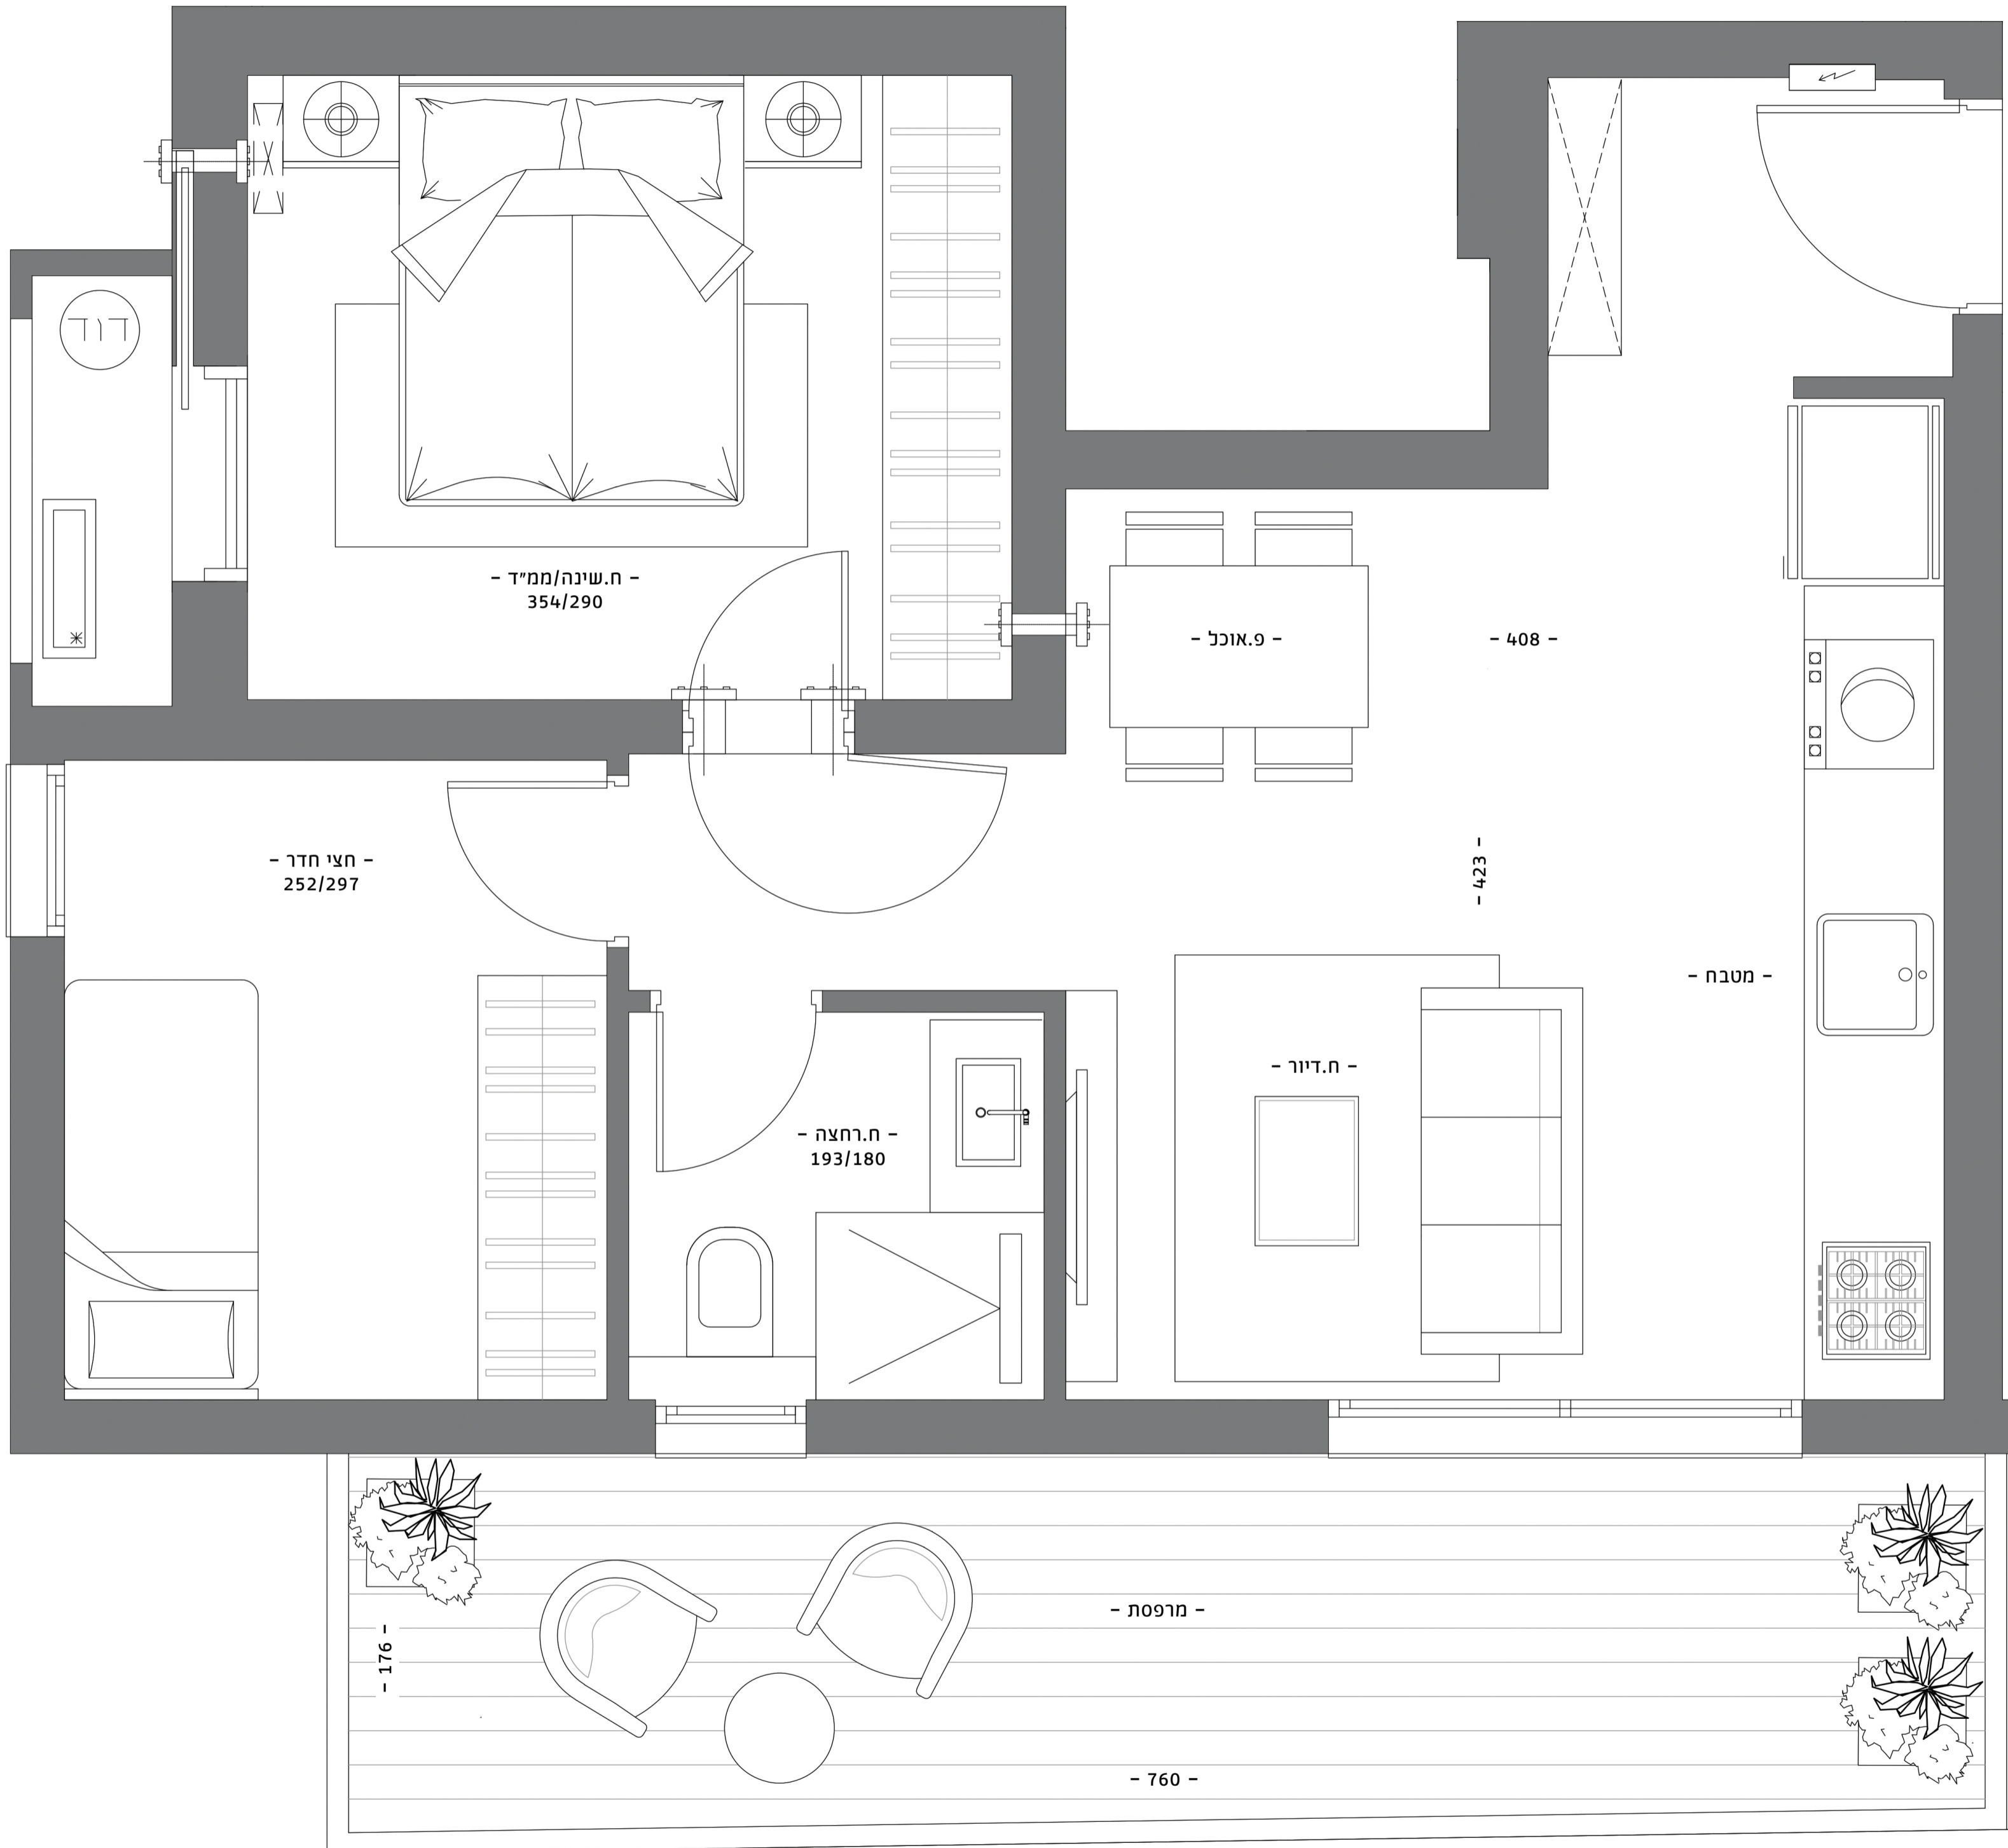 דוד
- ח.שינה/ממ״ד -
354/290
- פ.אוכל -
- 408 -
- חצי חדר -
252/297
- 423 -
- מטבח -
- ח.דיור -
- ח.רחצה -
193/180
- מרפסת -
- 176 -
- 760 -